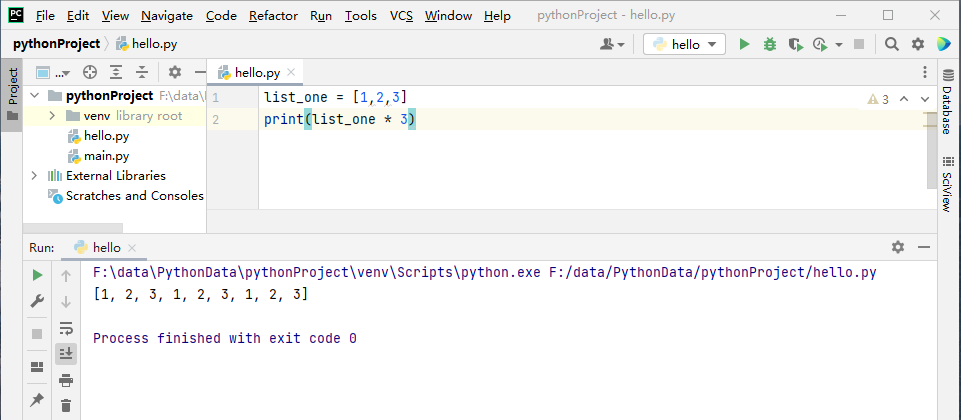 PC File Edit View Navigate Code Refactor Run Tools VCS Window Help pythonProject - hello.py
pythonProject hello.py hello
... hello.py
Project
pythonProject F:\data\
venv library root
hello.py
main.py
External Libraries
Scratches and Consoles
1 list_one = [1,2,3]
2 print(list_one * 3)
3
Database
SciView
Run: hello
F:\data\PythonData\pythonProject\venv\Scripts\python.exe F:/data/PythonData/pythonProject/hello.py
[1, 2, 3, 1, 2, 3, 1, 2, 3]
Process finished with exit code 0